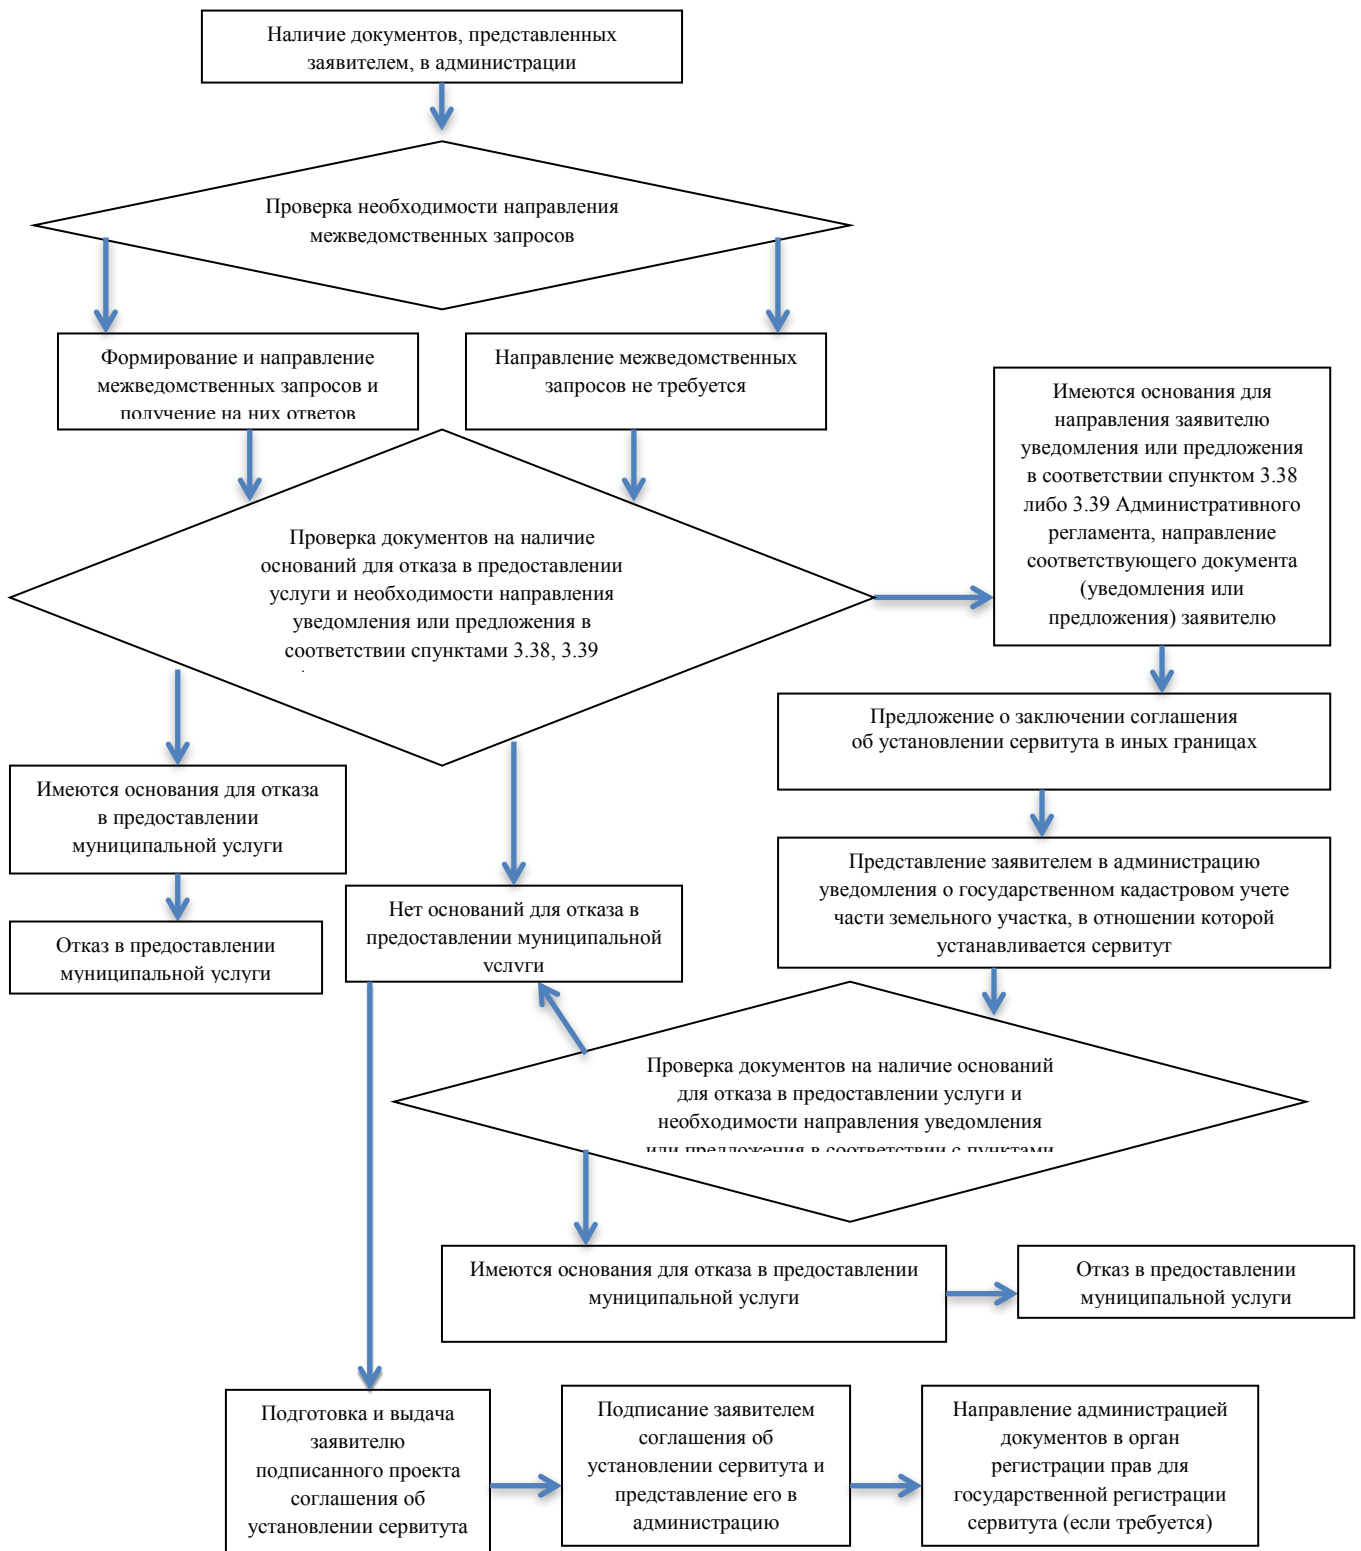 Наличие документов, представленных
заявителем, в администрации
Проверка необходимости направления
межведомственных запросов
Формирование и направление
межведомственных запросов и
получение на них ответов
Направление межведомственных
запросов не требуется
Имеются основания для
направления заявителю
уведомления или предложения
в соответствии спунктом 3.38
либо 3.39 Административного
регламента, направление
соответствующего документа
(уведомления или
предложения) заявителю
Проверка документов на наличие
оснований для отказа в предоставлении
услуги и необходимости направления
уведомления или предложения в
соответствии спунктами 3.38, 3.39
Предложение о заключении соглашения
об установлении сервитута в иных границах
Имеются основания для отказа
в предоставлении
муниципальной услуги
Представление заявителем в администрацию
уведомления о государственном кадастровом учете
части земельного участка, в отношении которой
устанавливается сервитут
Отказ в предоставлении
муниципальной услуги
Нет оснований для отказа в
предоставлении муниципальной
услуги
Проверка документов на наличие оснований
для отказа в предоставлении услуги и
необходимости направления уведомления
или предложения в соответствии с пунктами
Имеются основания для отказа в предоставлении
муниципальной услуги
Отказ в предоставлении
муниципальной услуги
Подготовка и выдача
заявителю
подписанного проекта
соглашения об
установлении сервитута
Подписание заявителем
соглашения об
установлении сервитута и
представление его в
администрацию
Направление администрацией
документов в орган
регистрации прав для
государственной регистрации
сервитута (если требуется)